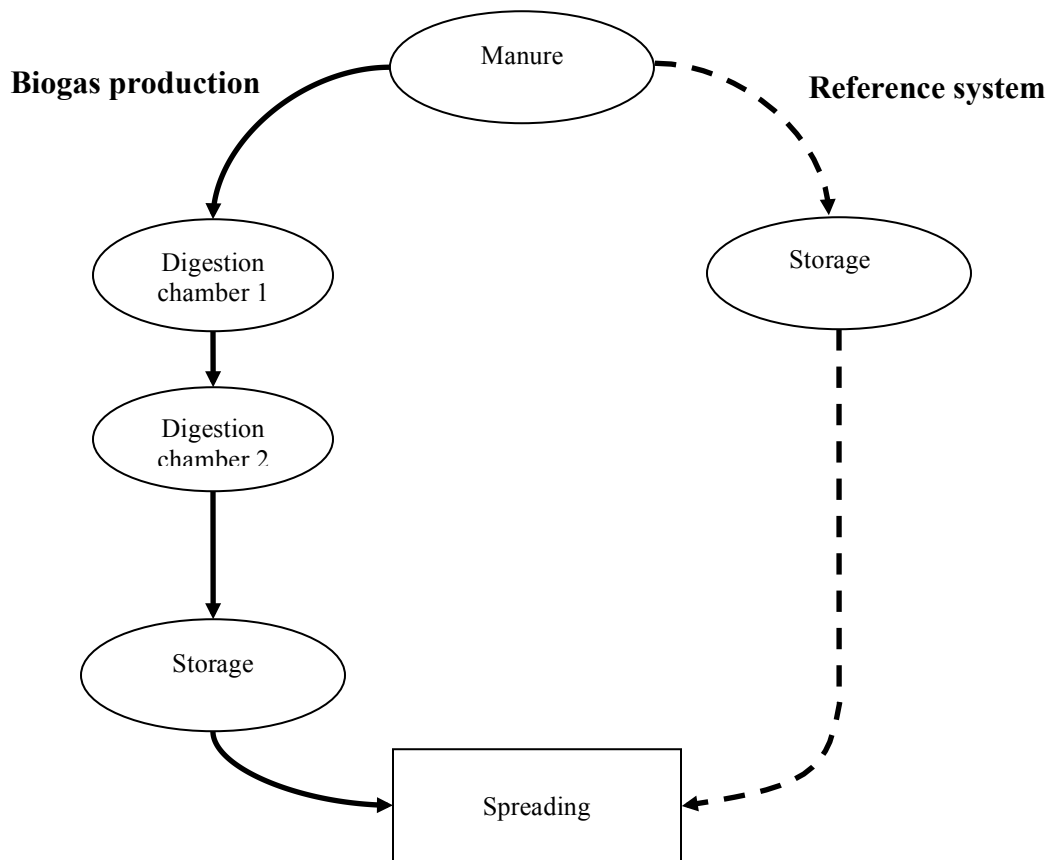 Manure
Biogas production
Reference system
Digestion
chamber 1
Storage
Digestion
chamber 2
Storage
Spreading